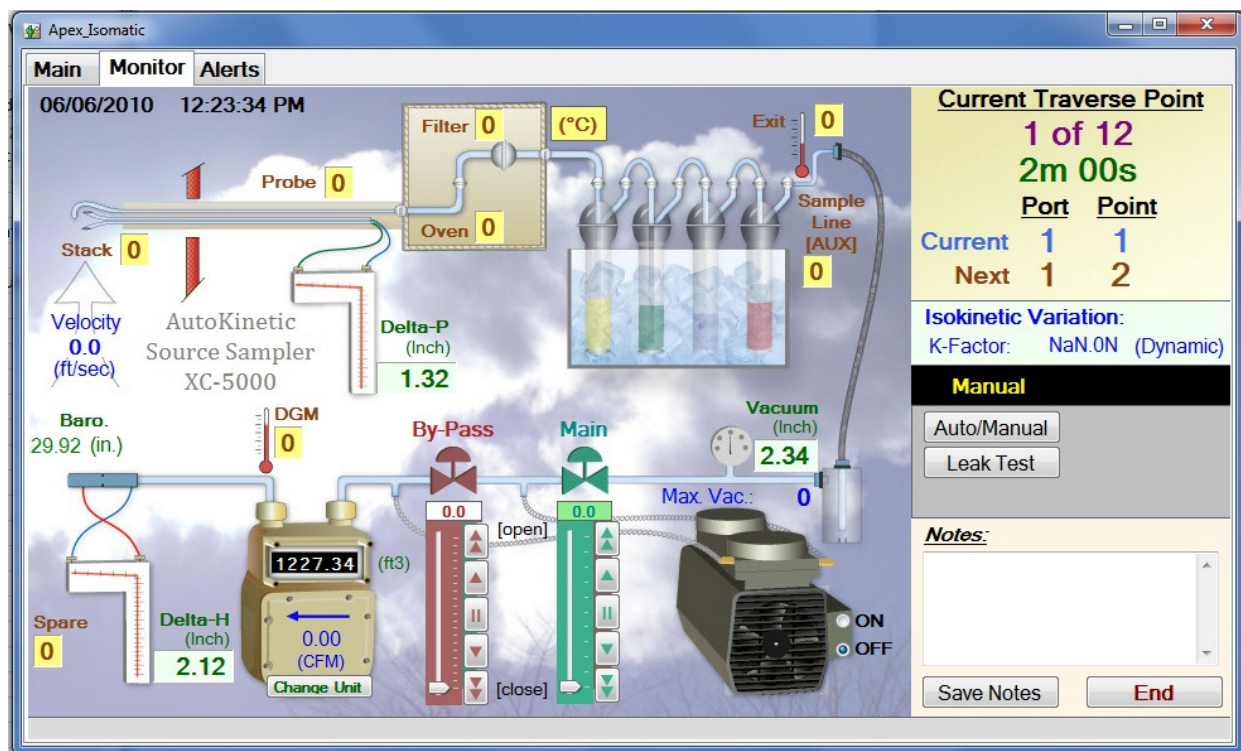 Apex_Isomatic
Main Monitor Alerts
06/06/2010 12:23:34 PM
Filter 0
(°C)
Exit 0
Probe 0
Oven 0
Stack 0
Sample
Line
[AUX]
0
Velocity
0.0
(ft/sec)
AutoKinetic
Source Sampler
XC-5000
Delta-P
(Inch)
1.32
Baro.
29.92 (in.)
DGM
0
By-Pass
Main
Vacuum
(Inch)
2.34
Max. Vac.: 0
0.0
0.0
[open]
1227.34 (ft3)
Spare
0
Delta-H
(Inch)
2.12
0.00
(CFM)
Change Unit
[close]
ON
OFF
Current Traverse Point
1 of 12
2m 00s
Port Point
Current 1 1
Next 1 2
Isokinetic Variation:
K-Factor: NaN.0N (Dynamic)
Manual
Auto/Manual
Leak Test
Notes:
Save Notes
End